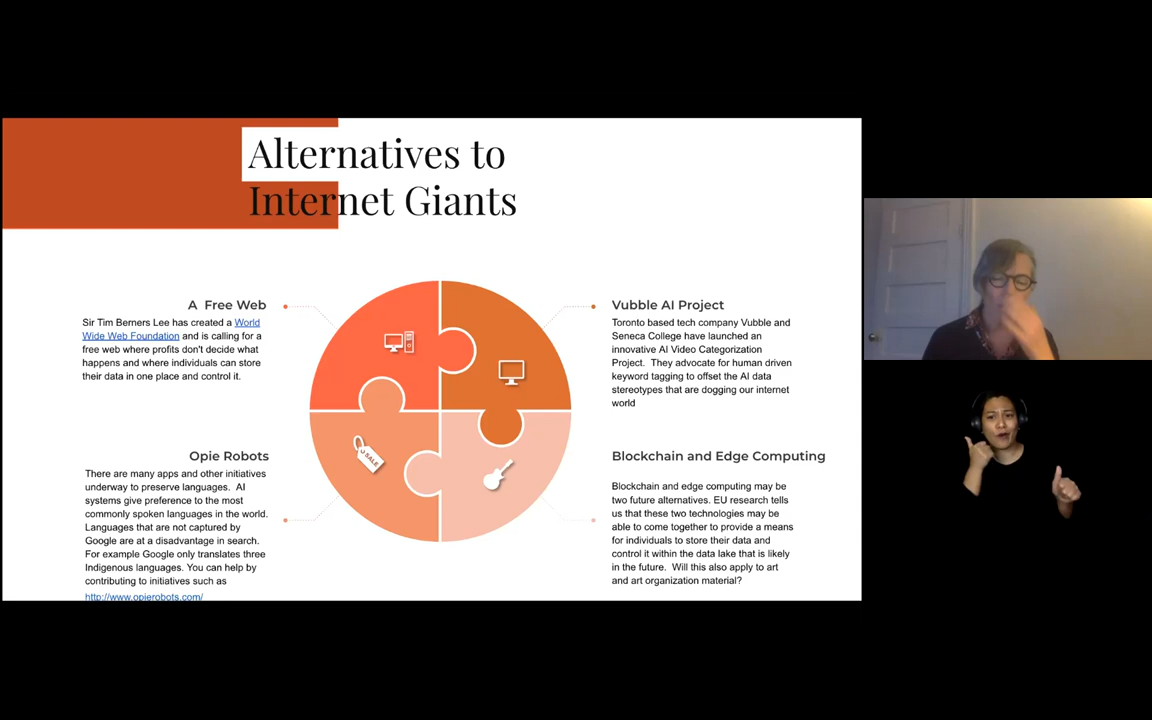 Alternatives to
Internet Giants
A Free Web
Sir Tim Berners Lee has created a World
Wide Web Foundation and is calling for a
free web where profits don't decide what
happens and where individuals can store
their data in one place and control it.
Vubble AI Project
Toronto based tech company Vubble and
Seneca College have launched an
innovative AI Video Categorization
Project. They advocate for human driven
keyword tagging to offset the AI data
stereotypes that are dogging our internet
world
Opie Robots
There are many apps and other initiatives
underway to preserve languages. AI
systems give preference to the most
commonly spoken languages in the world.
Languages that are not captured by
Google are at a disadvantage in search.
For example Google only translates three
Indigenous languages. You can help by
contributing to initiatives such as
http://www.opierobots.com/
Blockchain and Edge Computing
Blockchain and edge computing may be
two future alternatives. EU research tells
us that these two technologies may be
able to come together to provide a means
for individuals to store their data and
control it within the data lake that is likely
in the future. Will this also apply to art
and art organization material?
SALE